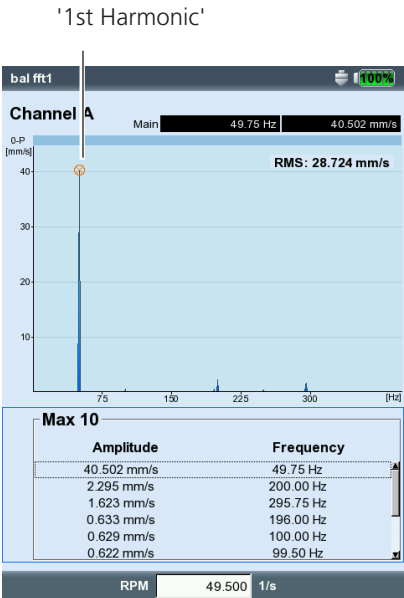 '1st Harmonic'
bal fft1 100%
Channel A Main 49.75 Hz 40.502 mm/s
0-P
[mm/s]
RMS: 28.724 mm/s
40
30
20
10
75 150 225 300 [Hz]
Max 10
Amplitude Frequency
40.502 mm/s 49.75 Hz
2.295 mm/s 200.00 Hz
1.623 mm/s 295.75 Hz
0.633 mm/s 196.00 Hz
0.629 mm/s 100.00 Hz
0.622 mm/s 99.50 Hz
RPM 49.500 1/s